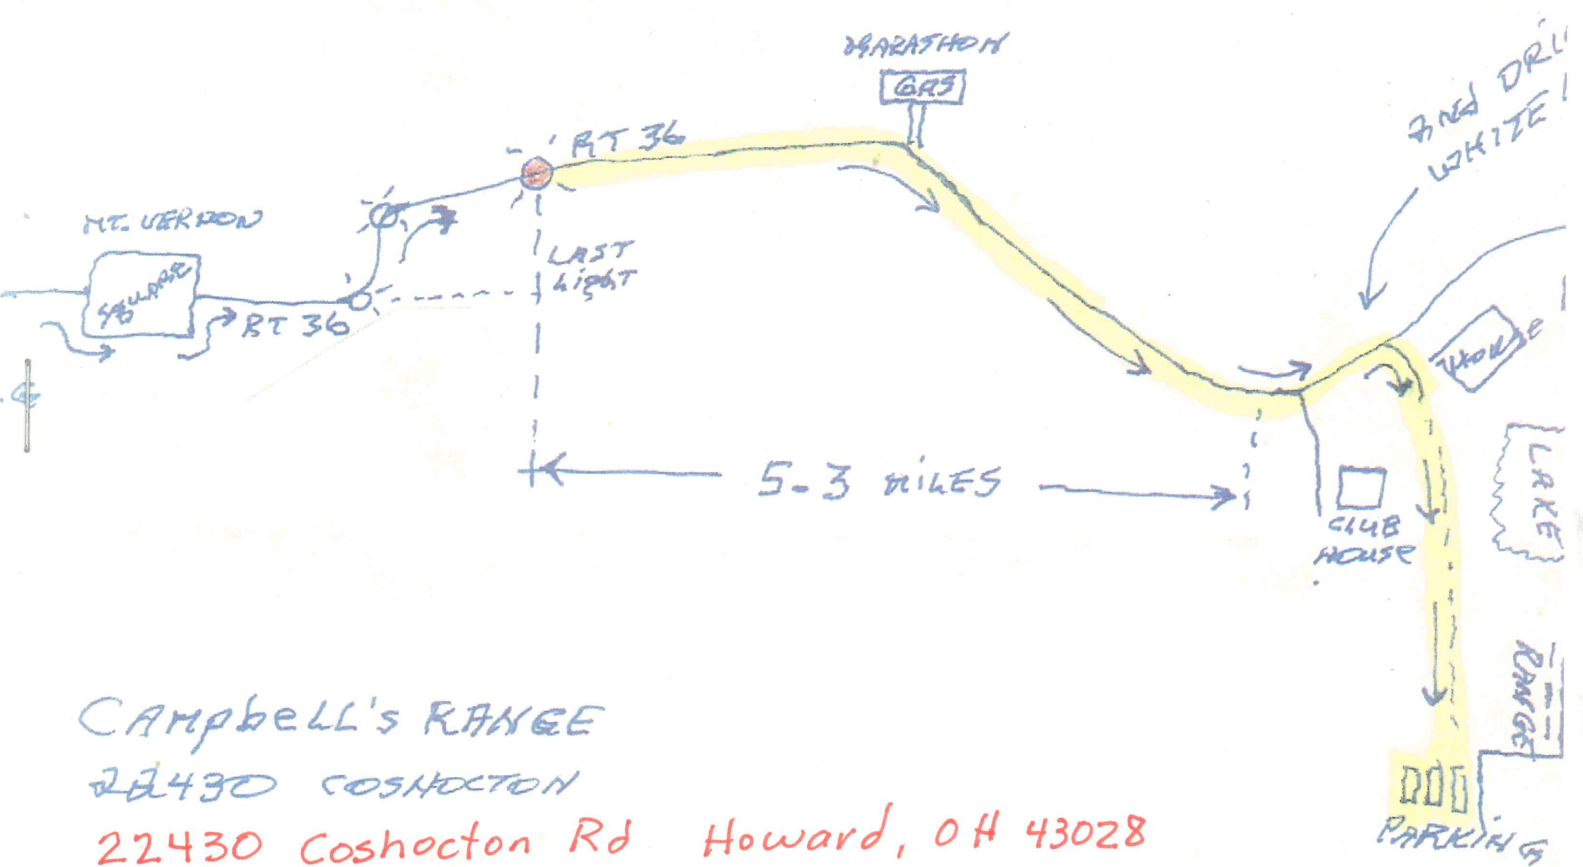 MARATHON
GAS
RT 36
MT. VERNON
SQUARE
RT 36
LAST
LighT
2ned DRI
WHITE
HOUSE
LAKE
5-3 MILES
CLUB
HOUSE
RANGE
CAMpbeLL's RANGE
22430 COSHOCTON
22430 Coshocton Rd Howard, OH 43028
PARKING